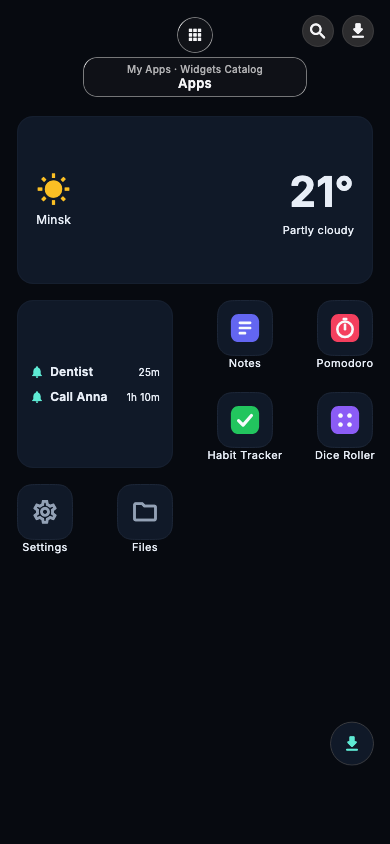 My Apps · Widgets Catalog
Apps
21°
Minsk
Partly cloudy
Dentist 25m
Call Anna 1h 10m
Notes
Pomodoro
Habit Tracker
Dice Roller
Settings
Files